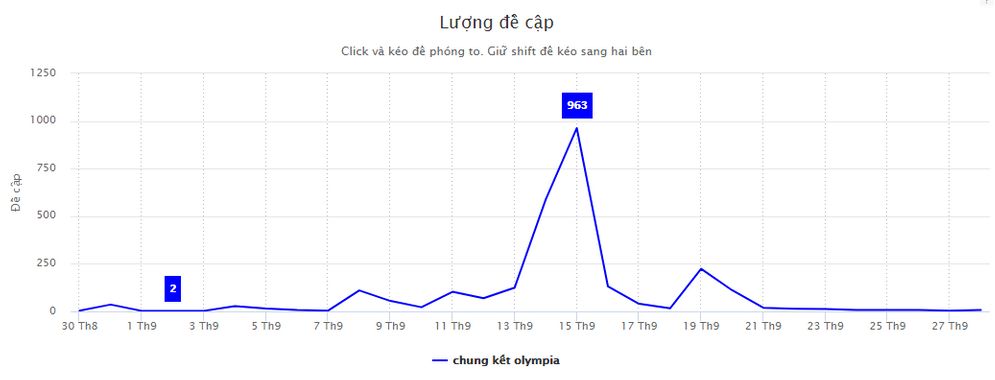 Lượng đề cập
Click và kéo để phóng to. Giữ shift để kéo sang hai bên
Đề cập
1250
1000
750
500
250
0
963
2
30 Th8 1 Th9 3 Th9 5 Th9 7 Th9 9 Th9 11 Th9 13 Th9 15 Th9 17 Th9 19 Th9 21 Th9 23 Th9 25 Th9 27 Th9
chung kết olympia